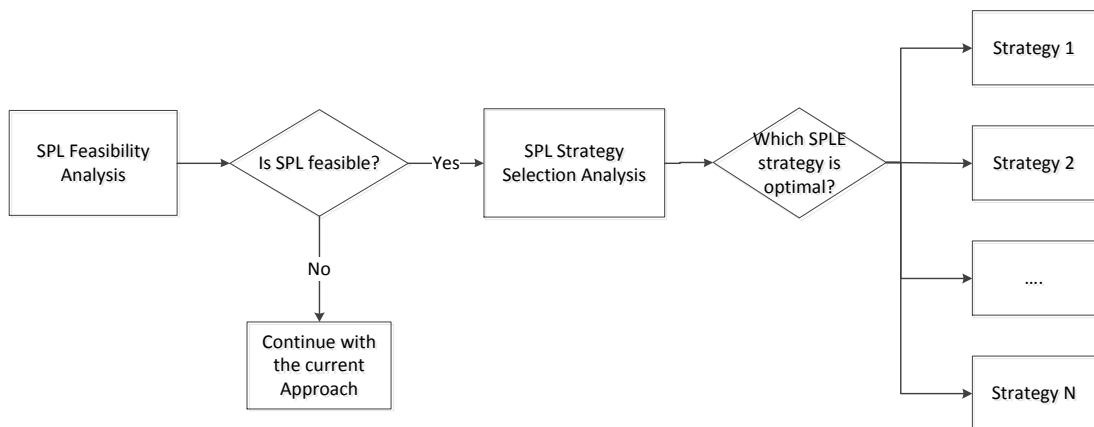 SPL Feasibility
Analysis
Is SPL feasible?
Yes
No
Continue with
the current
Approach
SPL Strategy
Selection Analysis
Which SPLE
strategy is
optimal?
Strategy 1
Strategy 2
....
Strategy N